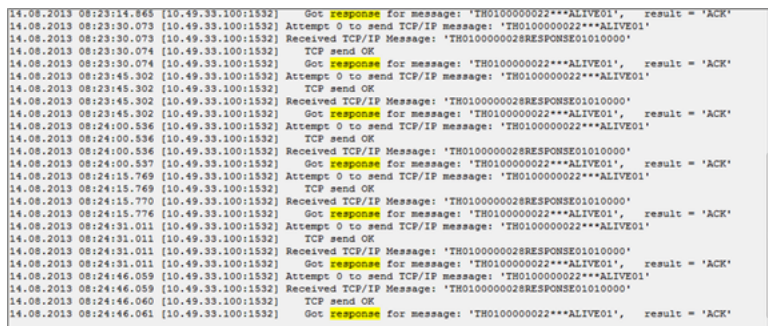 14.08.2013 08:23:14.865 [10.49.33.100:1532] Got response for message: 'TH0100000022***ALIVE01', result = 'ACK'
14.08.2013 08:23:30.073 [10.49.33.100:1532] Attempt 0 to send TCP/IP message: 'TH0100000022***ALIVE01'
14.08.2013 08:23:30.073 [10.49.33.100:1532] Received TCP/IP Message: 'TH0100000028RESPONSE01010000'
14.08.2013 08:23:30.074 [10.49.33.100:1532] TCP send OK
14.08.2013 08:23:30.074 [10.49.33.100:1532] Got response for message: 'TH0100000022***ALIVE01', result = 'ACK'
14.08.2013 08:23:45.302 [10.49.33.100:1532] Attempt 0 to send TCP/IP message: 'TH0100000022***ALIVE01'
14.08.2013 08:23:45.302 [10.49.33.100:1532] TCP send OK
14.08.2013 08:23:45.302 [10.49.33.100:1532] Received TCP/IP Message: 'TH0100000028RESPONSE01010000'
14.08.2013 08:23:45.302 [10.49.33.100:1532] Got response for message: 'TH0100000022***ALIVE01', result = 'ACK'
14.08.2013 08:24:00.536 [10.49.33.100:1532] Attempt 0 to send TCP/IP message: 'TH0100000022***ALIVE01'
14.08.2013 08:24:00.536 [10.49.33.100:1532] TCP send OK
14.08.2013 08:24:00.536 [10.49.33.100:1532] Received TCP/IP Message: 'TH0100000028RESPONSE01010000'
14.08.2013 08:24:00.537 [10.49.33.100:1532] Got response for message: 'TH0100000022***ALIVE01', result = 'ACK'
14.08.2013 08:24:15.769 [10.49.33.100:1532] Attempt 0 to send TCP/IP message: 'TH0100000022***ALIVE01'
14.08.2013 08:24:15.769 [10.49.33.100:1532] TCP send OK
14.08.2013 08:24:15.770 [10.49.33.100:1532] Received TCP/IP Message: 'TH0100000028RESPONSE01010000'
14.08.2013 08:24:15.776 [10.49.33.100:1532] Got response for message: 'TH0100000022***ALIVE01', result = 'ACK'
14.08.2013 08:24:31.011 [10.49.33.100:1532] Attempt 0 to send TCP/IP message: 'TH0100000022***ALIVE01'
14.08.2013 08:24:31.011 [10.49.33.100:1532] TCP send OK
14.08.2013 08:24:31.011 [10.49.33.100:1532] Received TCP/IP Message: 'TH0100000028RESPONSE01010000'
14.08.2013 08:24:31.011 [10.49.33.100:1532] Got response for message: 'TH0100000022***ALIVE01', result = 'ACK'
14.08.2013 08:24:46.059 [10.49.33.100:1532] Attempt 0 to send TCP/IP message: 'TH0100000022***ALIVE01'
14.08.2013 08:24:46.059 [10.49.33.100:1532] Received TCP/IP Message: 'TH0100000028RESPONSE01010000'
14.08.2013 08:24:46.060 [10.49.33.100:1532] TCP send OK
14.08.2013 08:24:46.061 [10.49.33.100:1532] Got response for message: 'TH0100000022***ALIVE01', result = 'ACK'